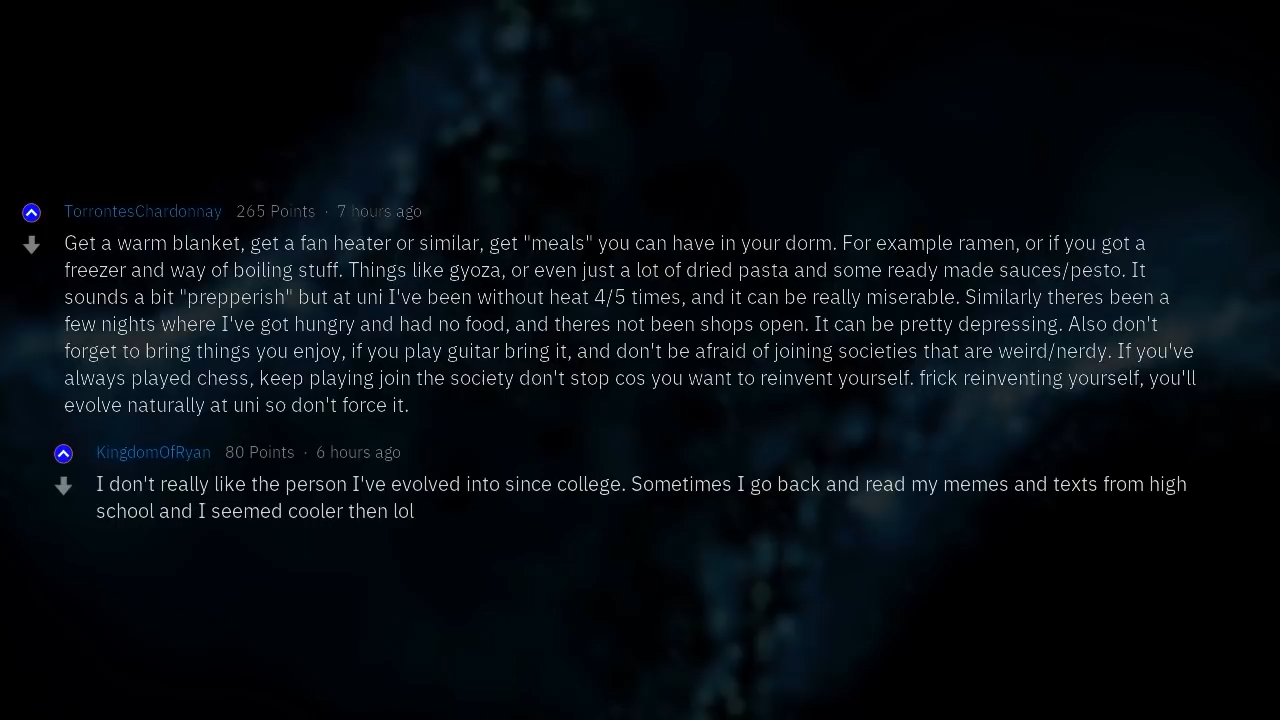 TorrontesChardonnay 265 Points · 7 hours ago
Get a warm blanket, get a fan heater or similar, get "meals" you can have in your dorm. For example ramen, or if you got a
freezer and way of boiling stuff. Things like gyoza, or even just a lot of dried pasta and some ready made sauces/pesto. It
sounds a bit "prepperish" but at uni I've been without heat 4/5 times, and it can be really miserable. Similarly theres been a
few nights where I've got hungry and had no food, and theres not been shops open. It can be pretty depressing. Also don't
forget to bring things you enjoy, if you play guitar bring it, and don't be afraid of joining societies that are weird/nerdy. If you've
always played chess, keep playing join the society don't stop cos you want to reinvent yourself. frick reinventing yourself, you'll
evolve naturally at uni so don't force it.
KingdomOfRyan 80 Points · 6 hours ago
I don't really like the person I've evolved into since college. Sometimes I go back and read my memes and texts from high
school and I seemed cooler then lol